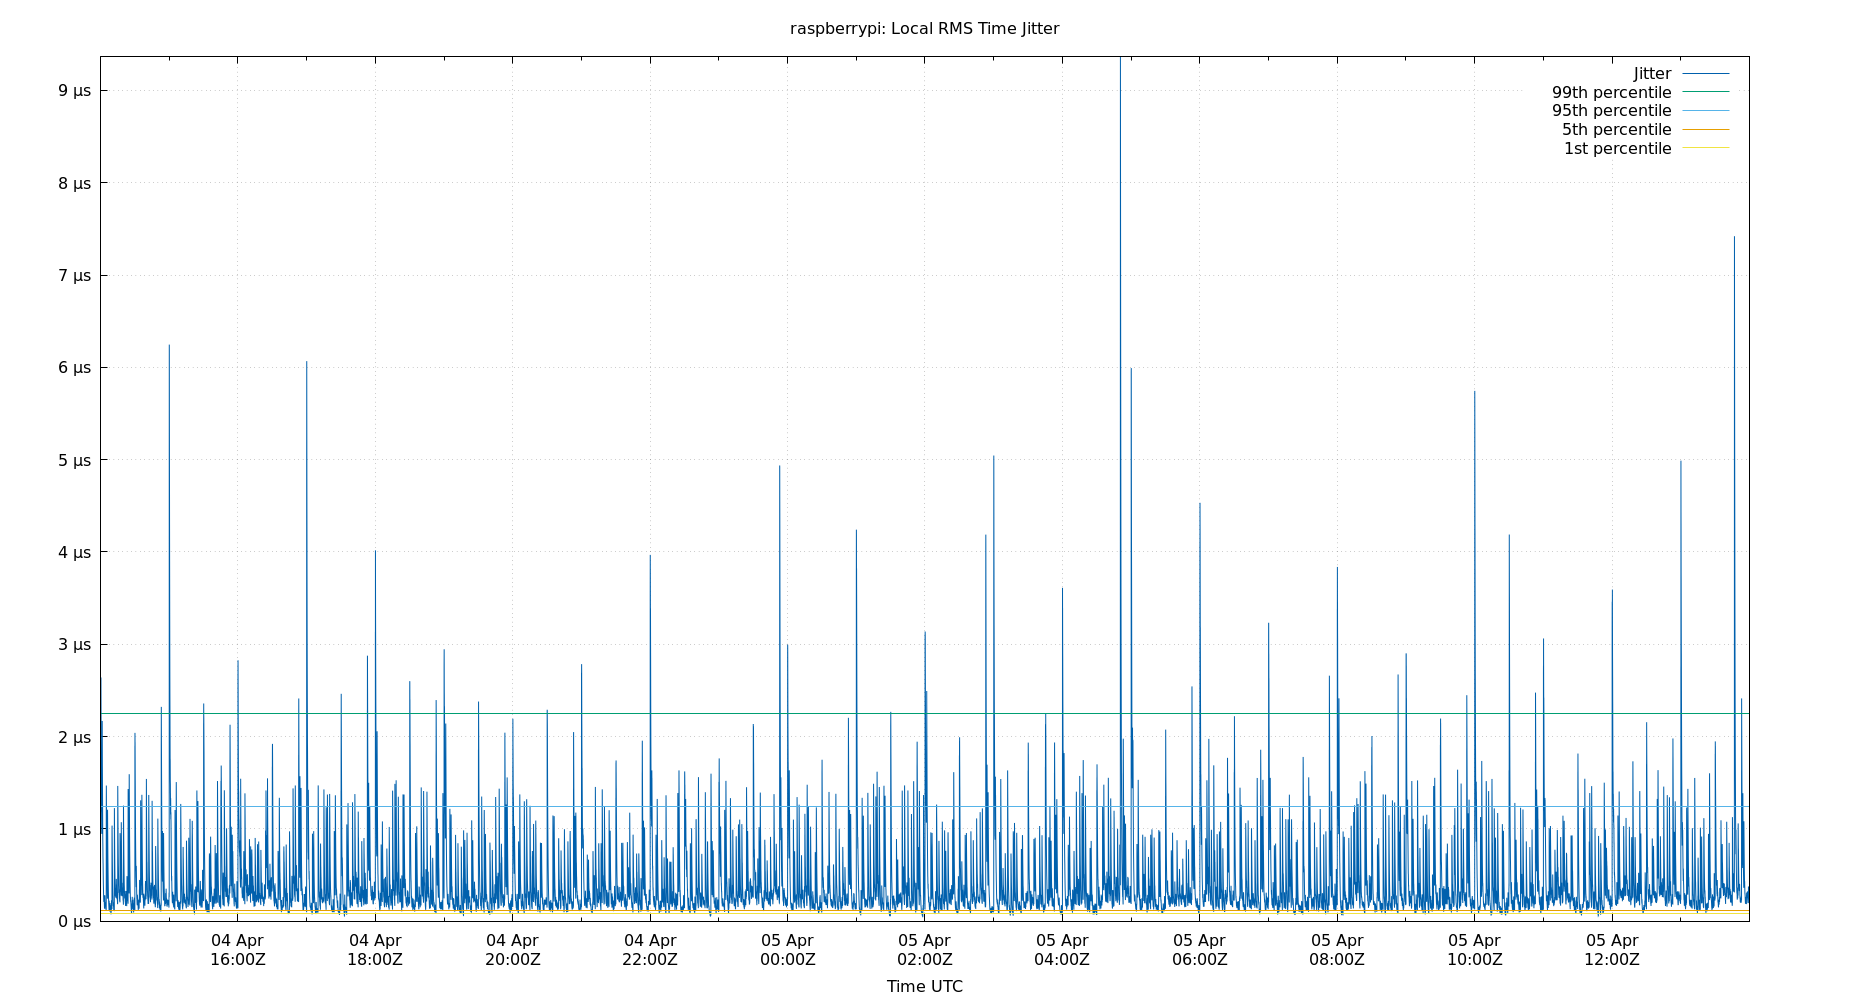 raspberrypi: Local RMS Time Jitter
Jitter
99th percentile
95th percentile
5th percentile
1st percentile
9 µs
8 µs
7 µs
6 µs
5 µs
4 µs
3 µs
2 µs
1 µs
0 µs
04 Apr 04 Apr 04 Apr 04 Apr 05 Apr 05 Apr 05 Apr 05 Apr 05 Apr 05 Apr 05 Apr
16:00Z 18:00Z 20:00Z 22:00Z 00:00Z 02:00Z 04:00Z 06:00Z 08:00Z 10:00Z 12:00Z
Time UTC